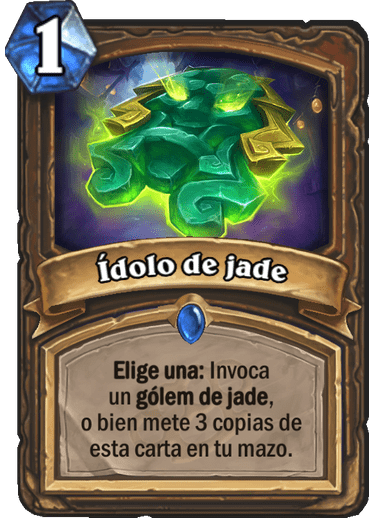 1
Ídolo de jade
Elige una: Invoca
un gólem de jade,
o bien mete 3 copias de
esta carta en tu mazo.